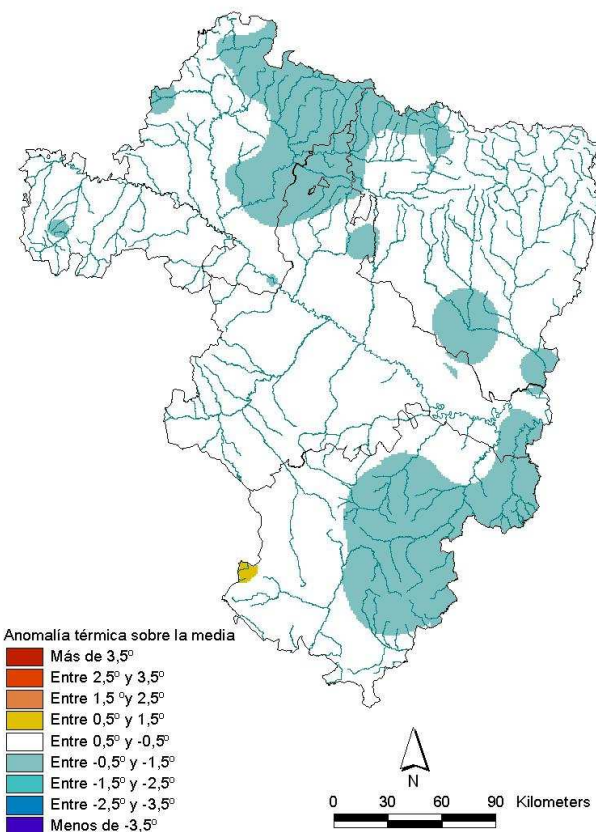 Anomalía térmica sobre la media
Más de 3,5º
Entre 2,5º y 3,5º
Entre 1,5 º y 2,5º
Entre 0,5º y 1,5º
Entre 0,5º y -0,5º
Entre -0,5º y -1,5º
Entre -1,5º y -2,5º
Entre -2,5º y -3,5º
Menos de -3,5º
N
0 30 60 90 Kilometers